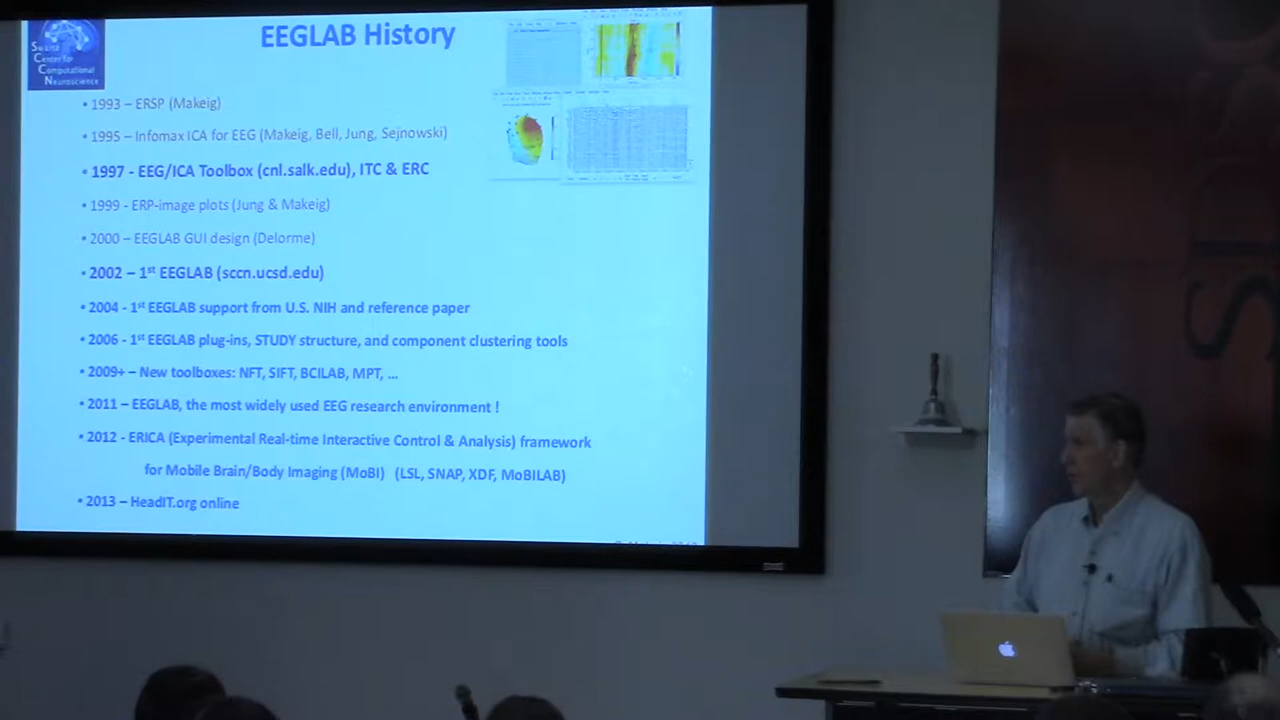 EEGLAB History
Swartz
Center for
Computational
Neuroscience
• 1993 – ERSP (Makeig)
• 1995 – Infomax ICA for EEG (Makeig, Bell, Jung, Sejnowski)
• 1997 - EEG/ICA Toolbox (cnl.salk.edu), ITC & ERC
• 1999 - ERP-image plots (Jung & Makeig)
• 2000 – EEGLAB GUI design (Delorme)
• 2002 – 1st EEGLAB (sccn.ucsd.edu)
• 2004 - 1st EEGLAB support from U.S. NIH and reference paper
• 2006 - 1st EEGLAB plug-ins, STUDY structure, and component clustering tools
• 2009+ – New toolboxes: NFT, SIFT, BCILAB, MPT, ...
• 2011 – EEGLAB, the most widely used EEG research environment !
• 2012 - ERICA (Experimental Real-time Interactive Control & Analysis) framework
for Mobile Brain/Body Imaging (MoBI) (LSL, SNAP, XDF, MoBILAB)
• 2013 – HeadIT.org online